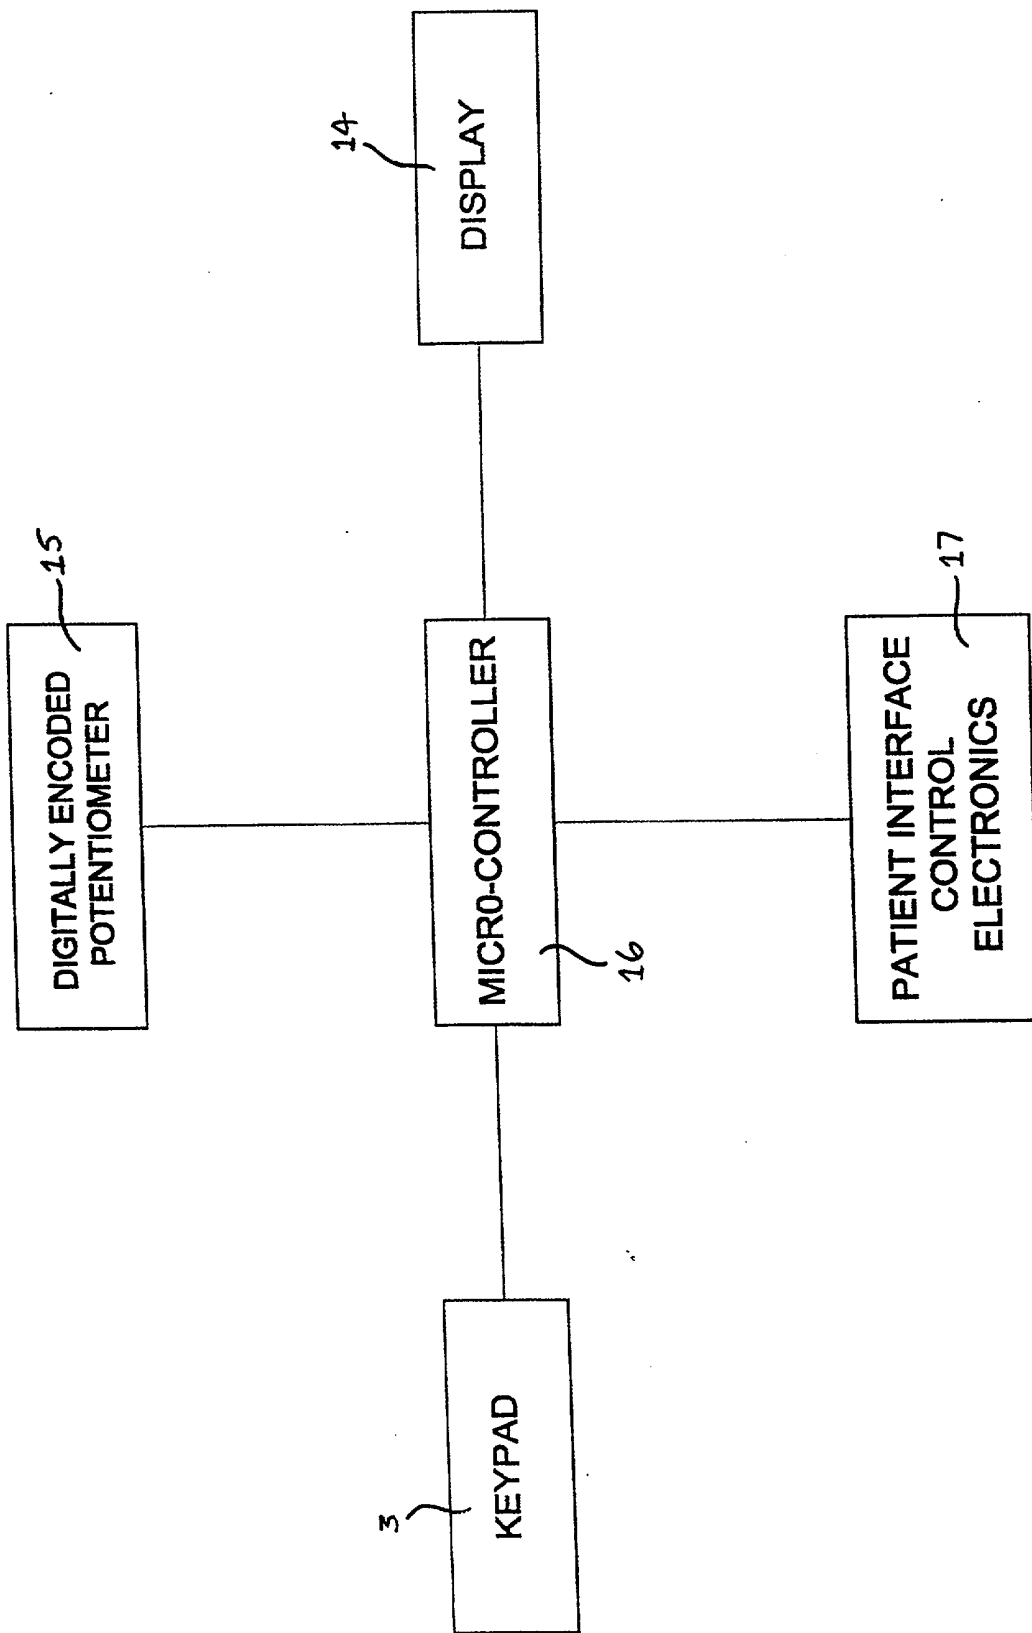 DIGITALLY ENCODED
POTENTIOMETER
15
KEYPAD
3
MICR0-CONTROLLER
16
DISPLAY
14
PATIENT INTERFACE
CONTROL
ELECTRONICS
17